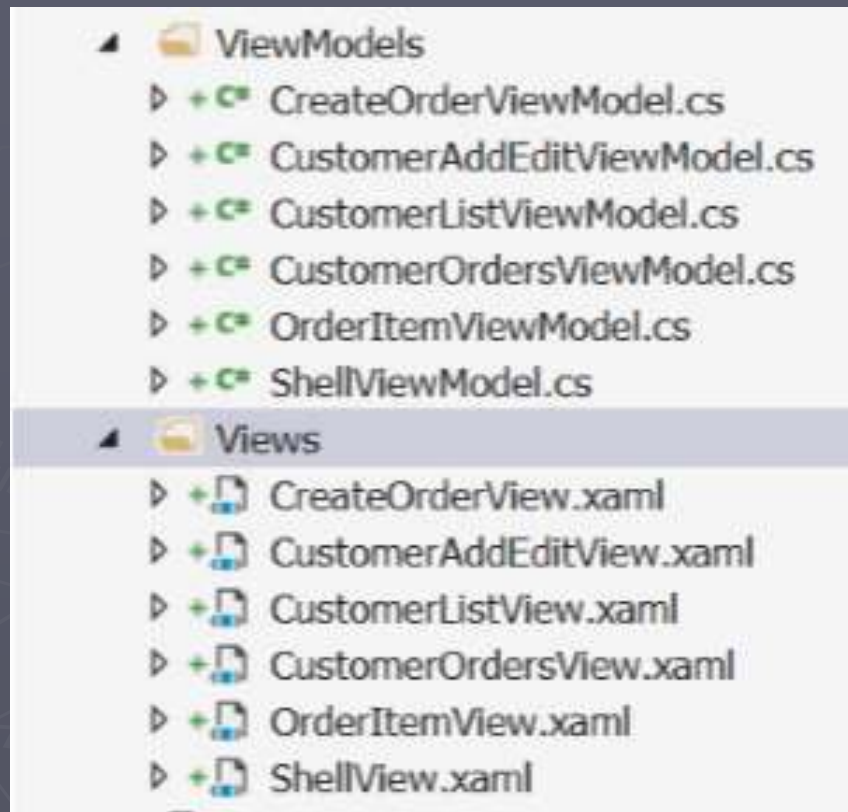 ViewModels
+ C# CreateOrderViewModel.cs
+ C# CustomerAddEditViewModel.cs
+ C# CustomerListViewModel.cs
+ C# CustomerOrdersViewModel.cs
+ C# OrderItemViewModel.cs
+ C# ShellViewModel.cs
Views
+ CreateOrderView.xaml
+ CustomerAddEditView.xaml
+ CustomerListView.xaml
+ CustomerOrdersView.xaml
+ OrderItemView.xaml
+ ShellView.xaml